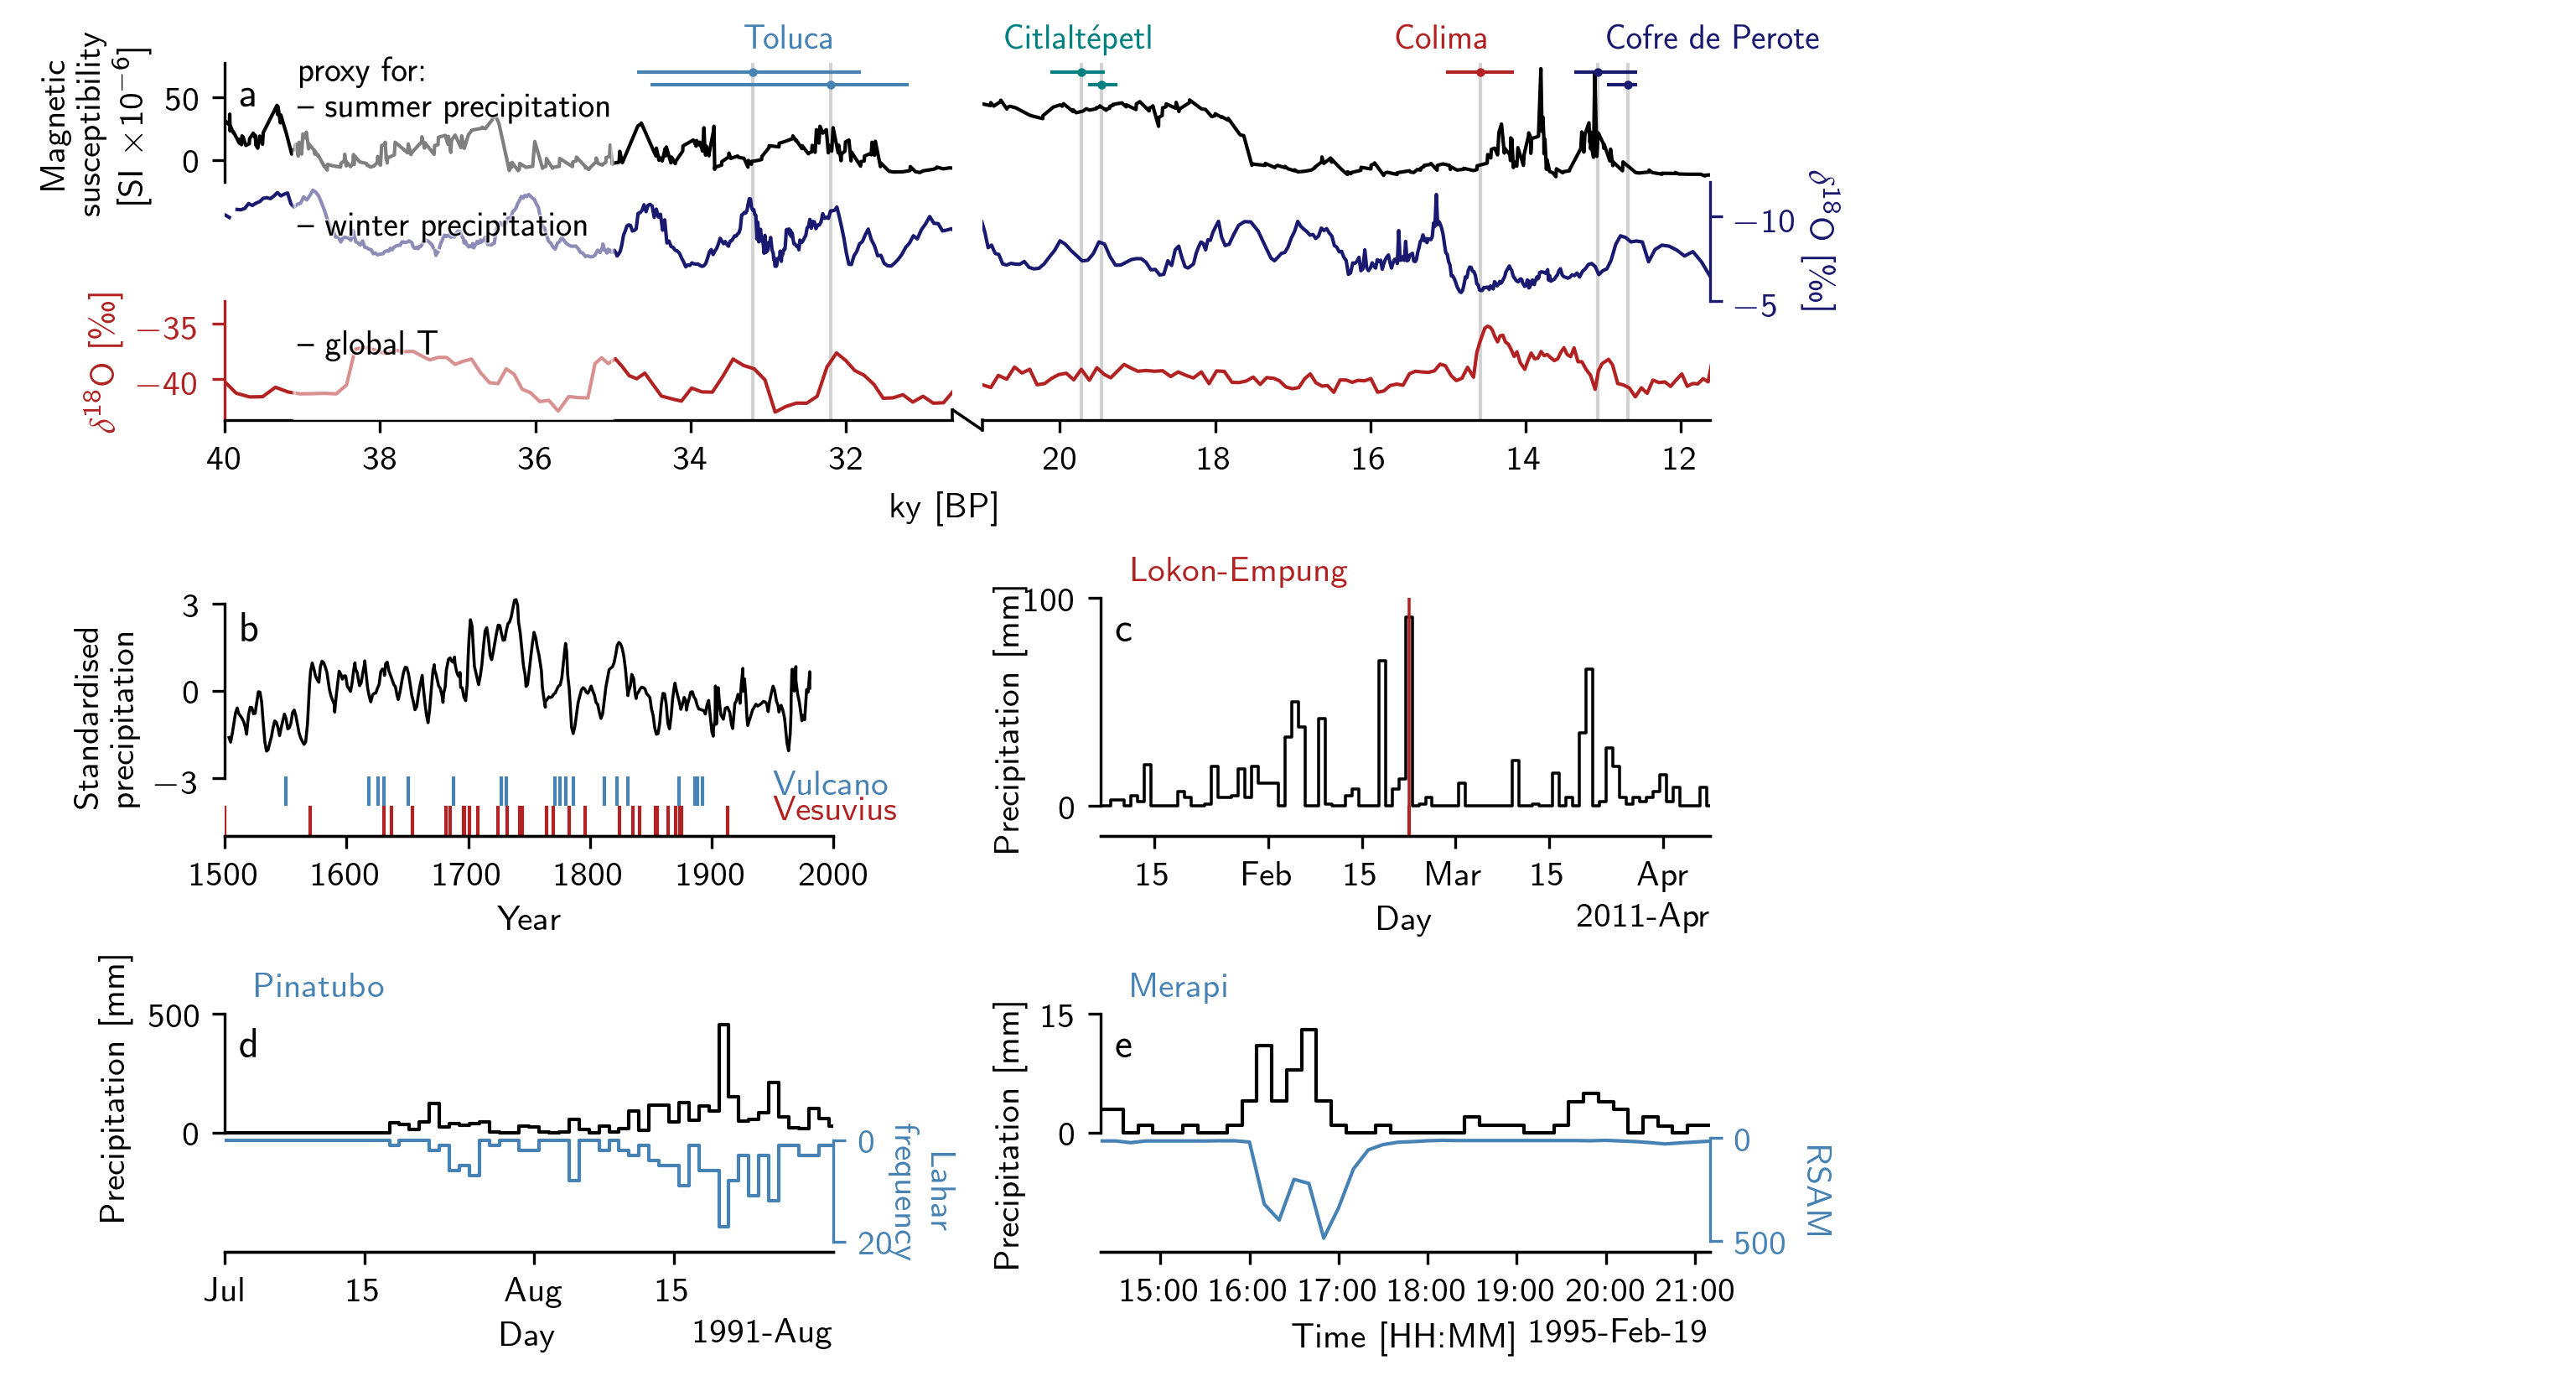 Toluca
Citlaltépetl
Colima
Cofre de Perote
Magnetic
susceptibility
[SI ×10⁻⁶]
50
0
a
proxy for:
– summer precipitation
– winter precipitation
– global T
−10
−5
δ¹⁸O [‰]
δ¹⁸O [‰]
−35
−40
40 38 36 34 32 20 18 16 14 12
ky [BP]
Standardised
precipitation
3
0
−3
b
Vulcano
Vesuvius
1500 1600 1700 1800 1900 2000
Year
Lokon-Empung
Precipitation [mm]
100
0
c
15 Feb 15 Mar 15 Apr
Day
2011-Apr
Pinatubo
Precipitation [mm]
500
0
d
0
20
Lahar
frequency
Jul 15 Aug 15
Day
1991-Aug
Merapi
Precipitation [mm]
15
0
e
0
500
RSAM
15:00 16:00 17:00 18:00 19:00 20:00 21:00
Time [HH:MM]
1995-Feb-19